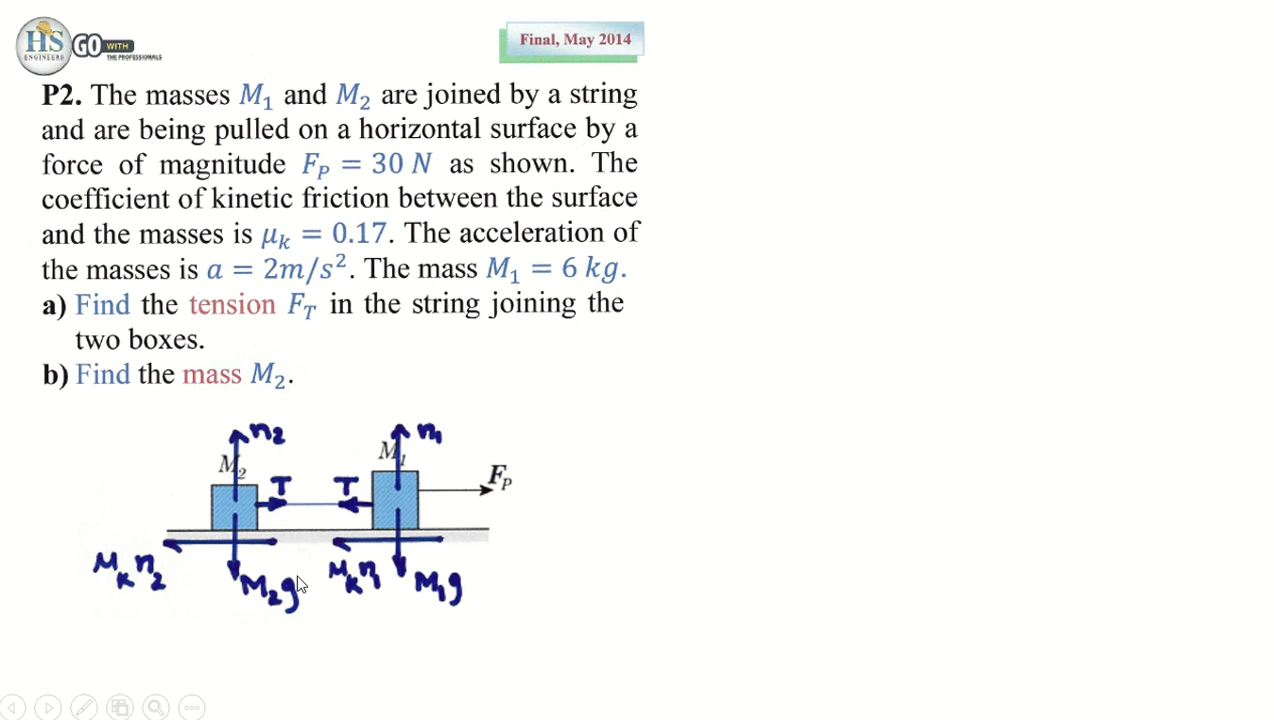 HS
ENGINEERS
GO WITH
THE PROFESSIONALS
Final, May 2014
P2. The masses M₁ and M₂ are joined by a string
and are being pulled on a horizontal surface by a
force of magnitude F_P = 30 N as shown. The
coefficient of kinetic friction between the surface
and the masses is μₖ = 0.17. The acceleration of
the masses is a = 2m/s². The mass M₁ = 6 kg.
a) Find the tension F_T in the string joining the
two boxes.
b) Find the mass M₂.
n₂ n₁
M₂ M₁
T T F_P
μₖn₂ M₂g μₖn₁ M₁g